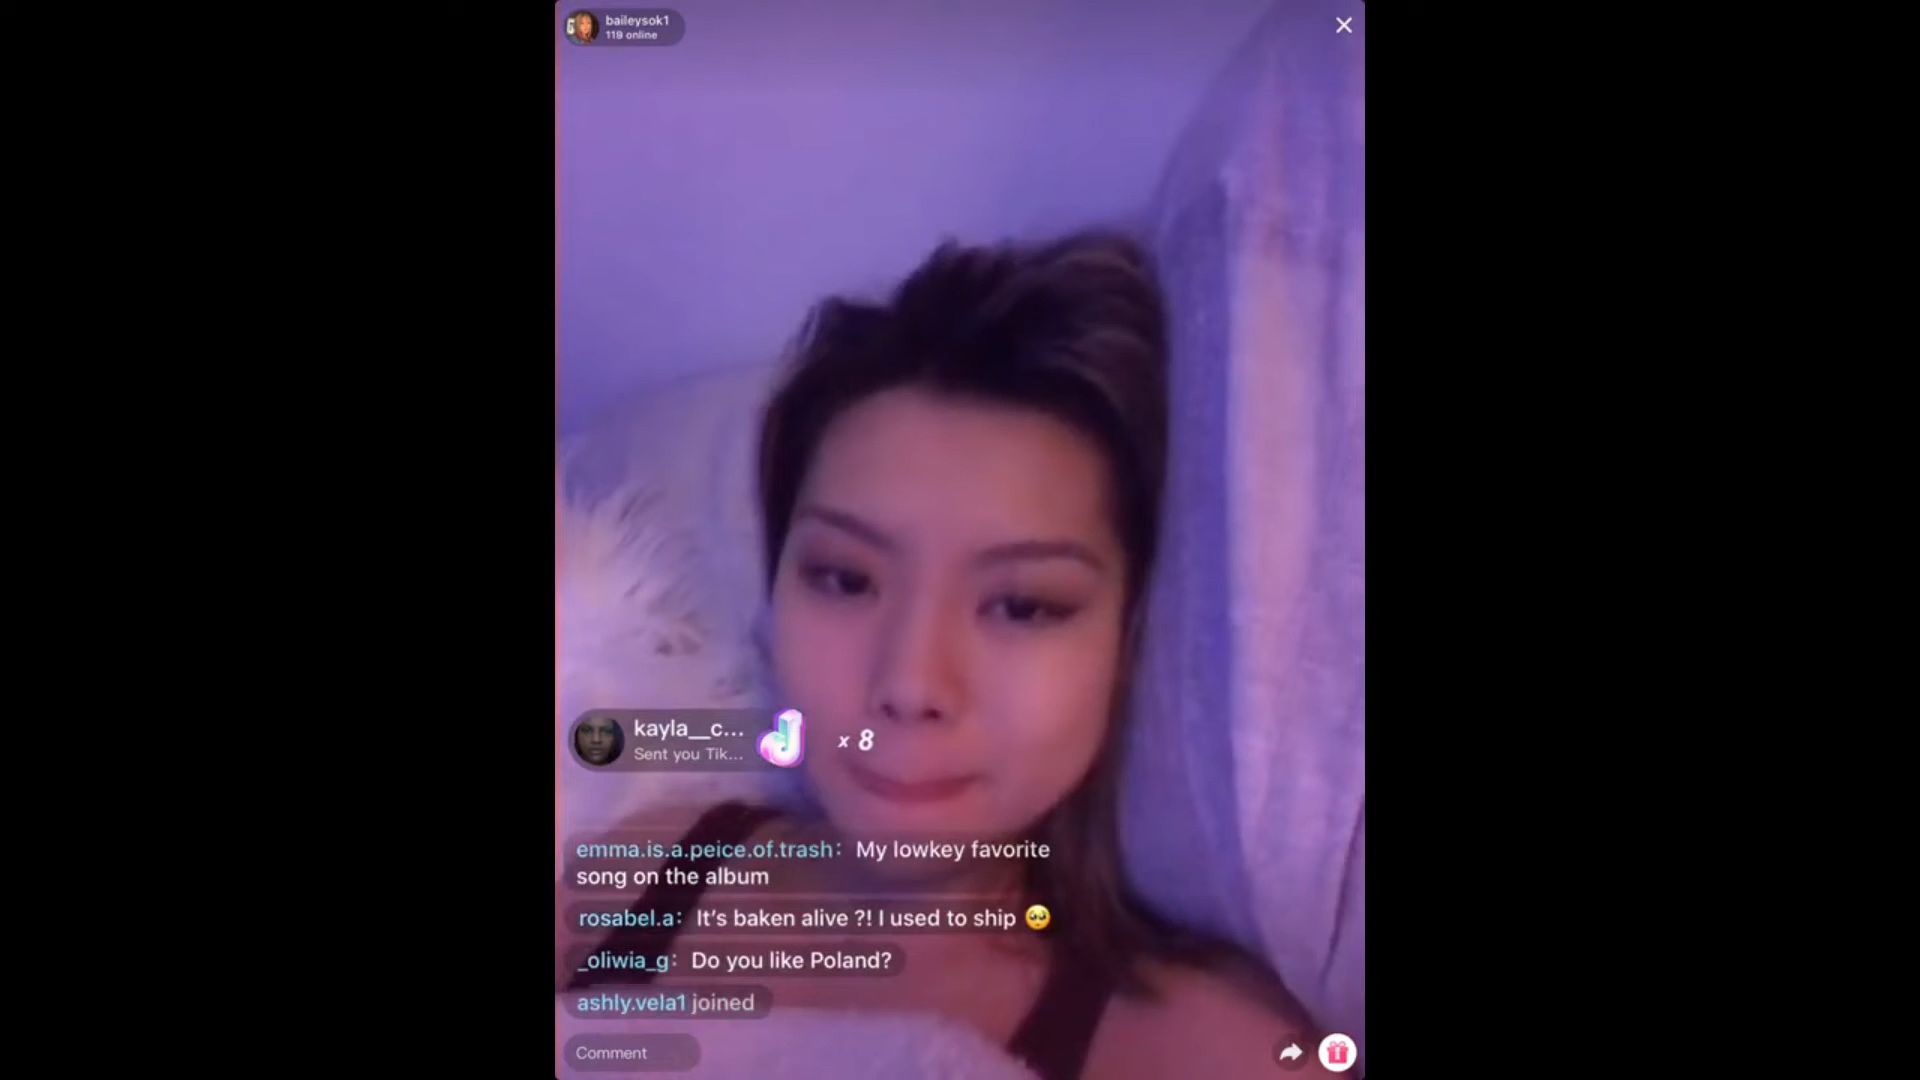 baileysok1
119 online
kayla__c...
Sent you Tik...
x 8
emma.is.a.peice.of.trash: My lowkey favorite
song on the album
rosabel.a: It's baken alive ?! I used to ship 🥺
_oliwia_g: Do you like Poland?
ashly.vela1 joined
Comment